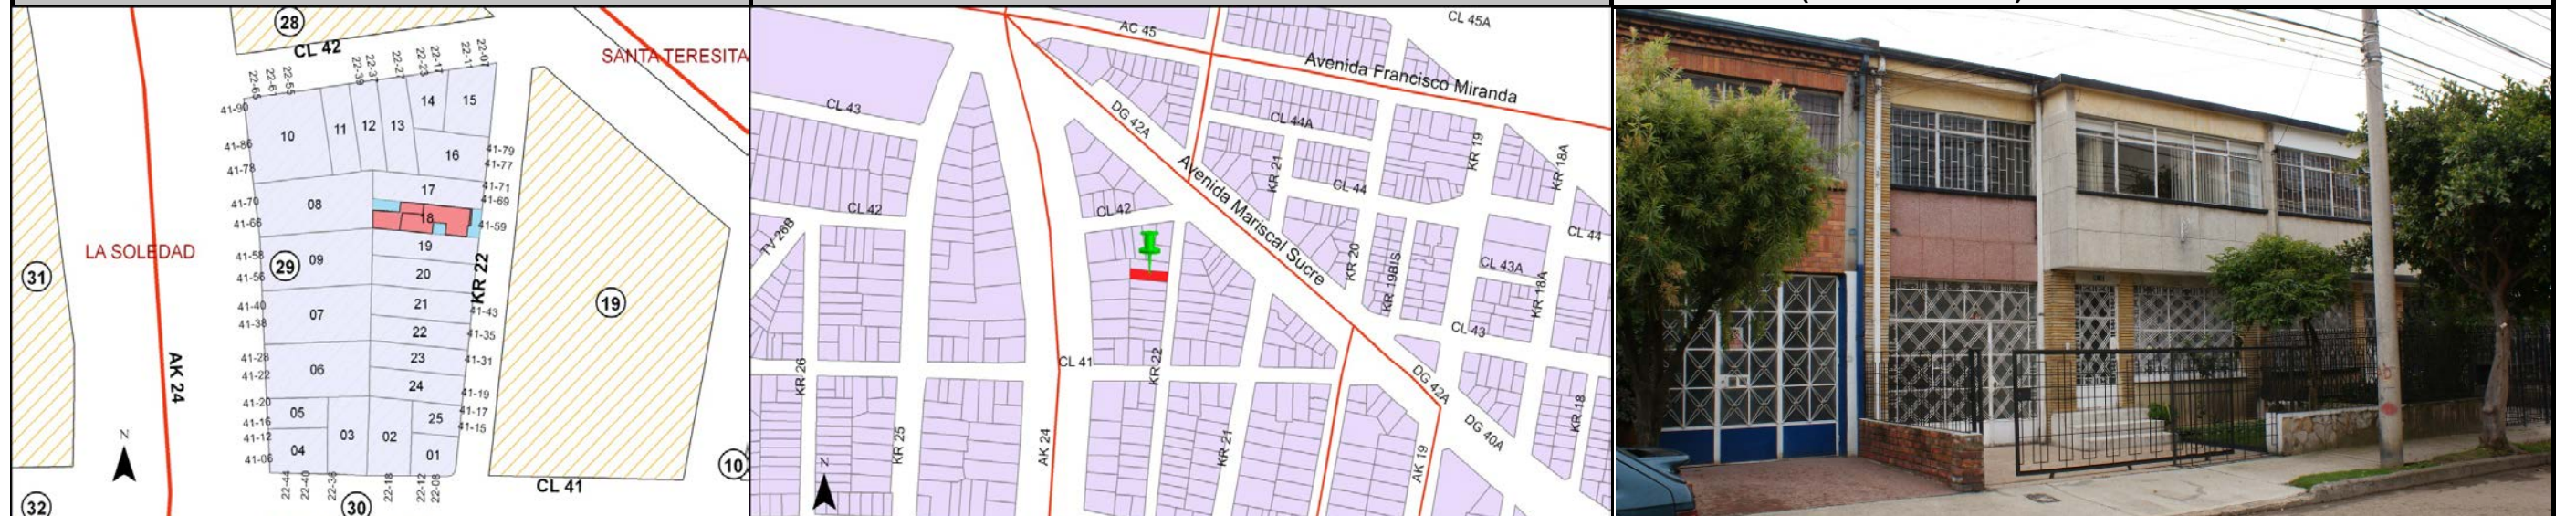 28
CL 42
SANTA TERESITA
22-65
22-67
22-55
22-39
22-37
22-27
22-23
22-17
22-11
22-07
41-90
41-86
41-78
41-70
41-66
41-58
41-56
41-40
41-38
41-28
41-22
41-20
41-16
41-12
41-06
10
11
12
13
14
15
16
17
08
18
19
09
20
07
21
22
06
23
24
05
25
04
03
02
01
41-79
41-77
41-71
41-69
41-59
41-43
41-35
41-31
41-19
41-17
41-15
22-44
22-40
22-36
22-18
22-12
22-08
LA SOLEDAD
31
29
19
KR 22
AK 24
N
CL 41
32
30
10
AC 45
CL 45A
Avenida Francisco Miranda
CL 43
DG 42A
CL 44A
KR 19
KR 18A
Avenida Mariscal Sucre
KR 21
CL 44
CL 42
CL 42
TV 26B
CL 44
KR 20
KR 19BIS
CL 43A
KR 18A
CL 43
CL 41
KR 22
KR 26
DG 42A
KR 18
DG 40A
KR 25
AK 24
KR 21
AK 19
N